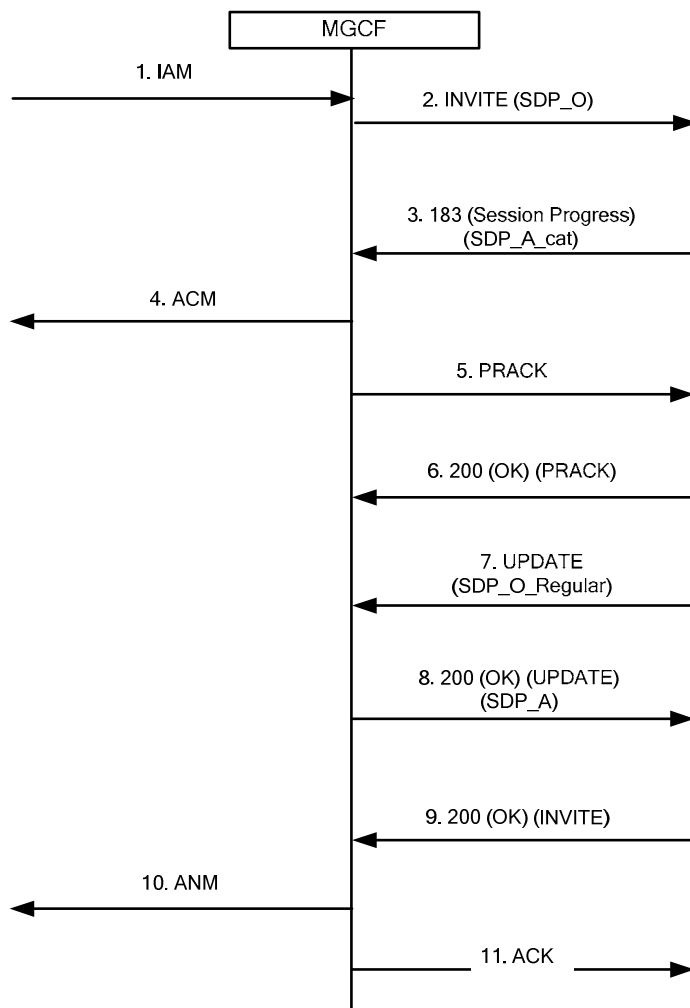 MGCF
1. IAM
2. INVITE (SDP_O)
3. 183 (Session Progress)
(SDP_A_cat)
4. ACM
5. PRACK
6. 200 (OK) (PRACK)
7. UPDATE
(SDP_O_Regular)
8. 200 (OK) (UPDATE)
(SDP_A)
9. 200 (OK) (INVITE)
10. ANM
11. ACK